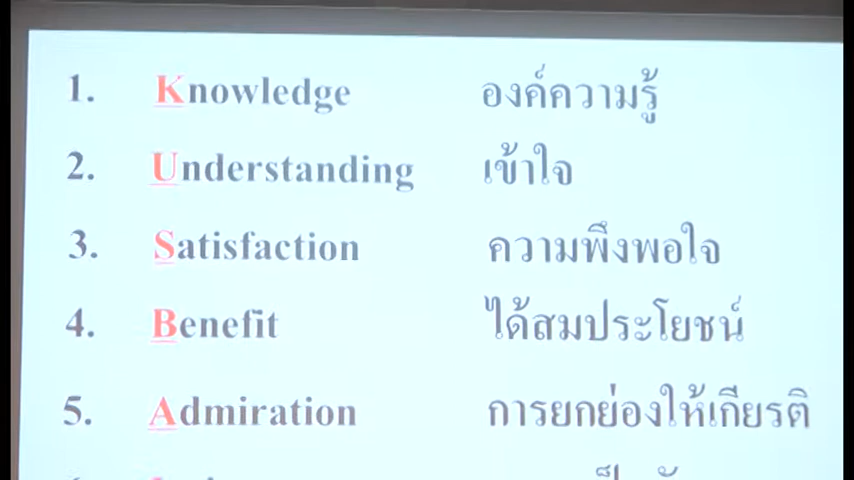 1. Knowledge องค์ความรู้
2. Understanding เข้าใจ
3. Satisfaction ความพึงพอใจ
4. Benefit ได้สมประโยชน์
5. Admiration การยกย่องให้เกียรติ